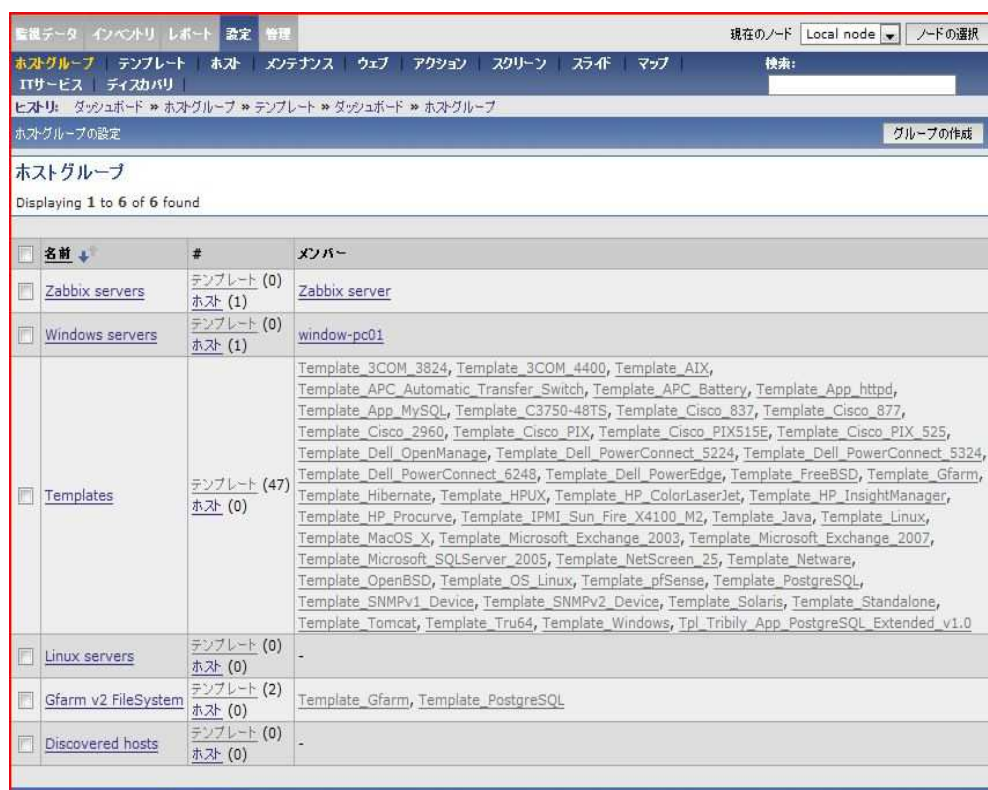 監視データ インベントリ レポート 設定 管理 現在のノード Local node ノードの選択
ホストグループ | テンプレート | ホスト | メンテナンス | ウェブ | アクション | スクリーン | スライド | マップ | 検索:
ITサービス | ディスカバリ |
ヒストリ: ダッシュボード » ホストグループ » テンプレート » ダッシュボード » ホストグループ
ホストグループの設定 グループの作成
ホストグループ
Displaying 1 to 6 of 6 found
名前 # メンバー
Zabbix servers テンプレート (0) ホスト (1) Zabbix server
Windows servers テンプレート (0) ホスト (1) window-pc01
Templates テンプレート (47) ホスト (0)
Template_3COM_3824, Template_3COM_4400, Template_AIX,
Template_APC_Automatic_Transfer_Switch, Template_APC_Battery, Template_App_httpd,
Template_App_MySQL, Template_C3750-48TS, Template_Cisco_837, Template_Cisco_877,
Template_Cisco_2960, Template_Cisco_PIX, Template_Cisco_PIX515E, Template_Cisco_PIX_525,
Template_Dell_OpenManage, Template_Dell_PowerConnect_5224, Template_Dell_PowerConnect_5324,
Template_Dell_PowerConnect_6248, Template_Dell_PowerEdge, Template_FreeBSD, Template_Gfarm,
Template_Hibernate, Template_HPUX, Template_HP_ColorLaserJet, Template_HP_InsightManager,
Template_HP_Procurve, Template_IPMI_Sun_Fire_X4100_M2, Template_Java, Template_Linux,
Template_MacOS_X, Template_Microsoft_Exchange_2003, Template_Microsoft_Exchange_2007,
Template_Microsoft_SQLServer_2005, Template_NetScreen_25, Template_Netware,
Template_OpenBSD, Template_OS_Linux, Template_pfSense, Template_PostgreSQL,
Template_SNMPv1_Device, Template_SNMPv2_Device, Template_Solaris, Template_Standalone,
Template_Tomcat, Template_Tru64, Template_Windows, Tpl_Tribily_App_PostgreSQL_Extended_v1.0
Linux servers テンプレート (0) ホスト (0) -
Gfarm v2 FileSystem テンプレート (2) ホスト (0) Template_Gfarm, Template_PostgreSQL
Discovered hosts テンプレート (0) ホスト (0) -